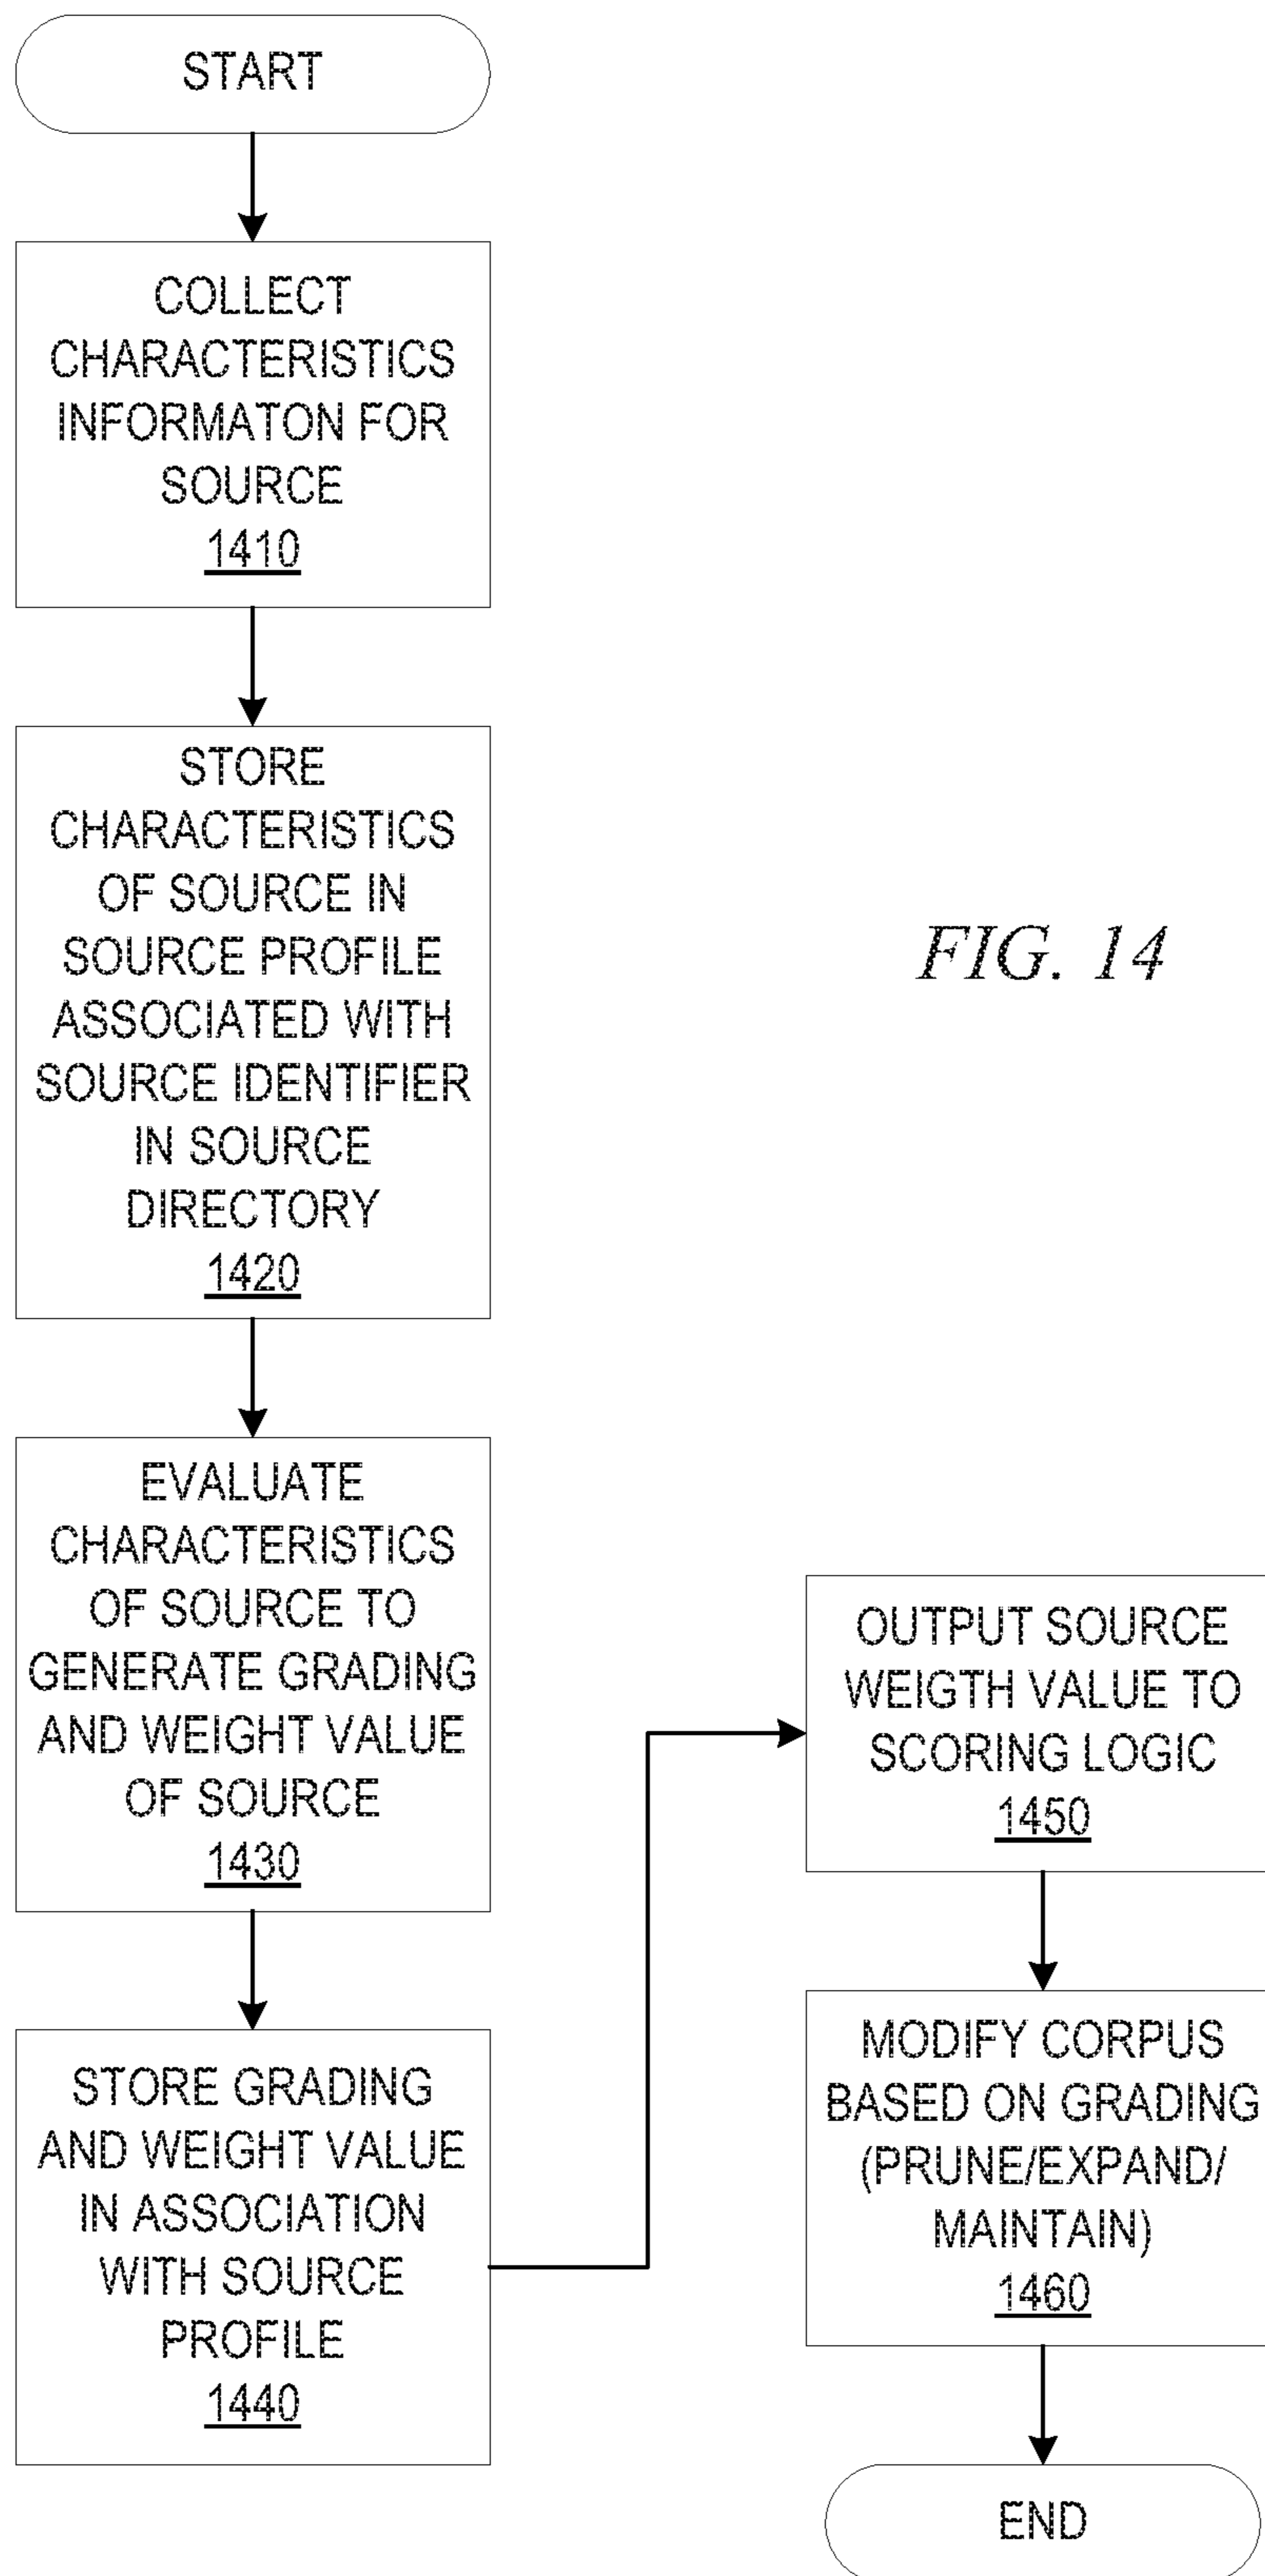 START
COLLECT
CHARACTERISTICS
INFORMATON FOR
SOURCE
1410
STORE
CHARACTERISTICS
OF SOURCE IN
SOURCE PROFILE
ASSOCIATED WITH
SOURCE IDENTIFIER
IN SOURCE
DIRECTORY
1420
EVALUATE
CHARACTERISTICS
OF SOURCE TO
GENERATE GRADING
AND WEIGHT VALUE
OF SOURCE
1430
STORE GRADING
AND WEIGHT VALUE
IN ASSOCIATION
WITH SOURCE
PROFILE
1440
OUTPUT SOURCE
WEIGTH VALUE TO
SCORING LOGIC
1450
MODIFY CORPUS
BASED ON GRADING
(PRUNE/EXPAND/
MAINTAIN)
1460
END
FIG. 14